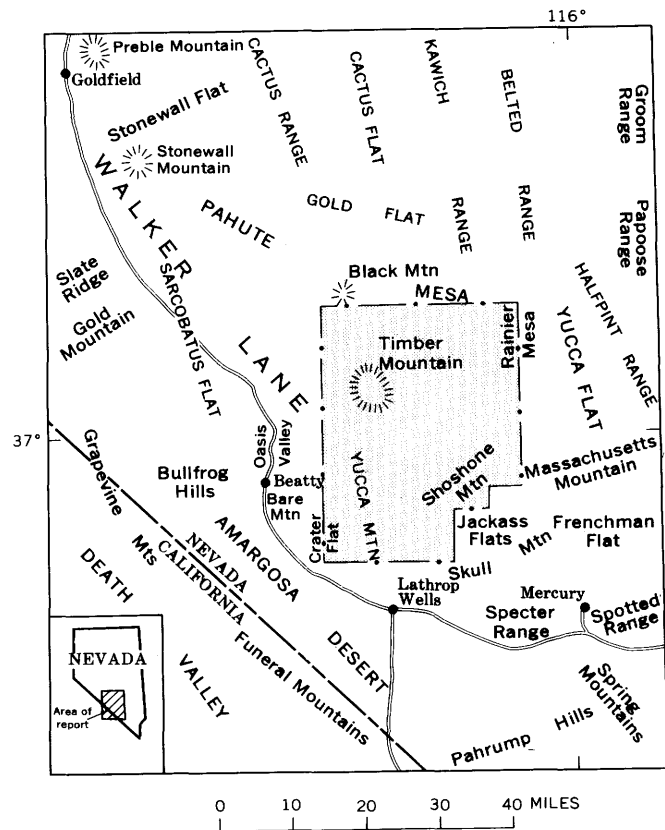 116°
Preble Mountain
Goldfield
CACTUS RANGE
CACTUS FLAT
KAWICH
RANGE
BELTED
RANGE
Groom
Range
Stonewall Flat
Stonewall
Mountain
WALKER
LANE
PAHUTE
MESA
GOLD FLAT
Papoose Range
Slate
Ridge
Gold
Mountain
SARCOBATUS FLAT
Black Mtn
HALFPINT RANGE
YUCCA FLAT
Rainier
Mesa
Timber
Mountain
37°
Grapevine
Mts
Oasis
Valley
Bullfrog
Hills
Beatty
Bare Mtn
Crater
Flat
YUCCA MTN
Shoshone
Mtn
Massachusetts
Mountain
Jackass
Flats
Frenchman
Flat
Skull
Mtn
AMARGOSA
DESERT
NEVADA
CALIFORNIA
DEATH
VALLEY
Funeral Mountains
Lathrop
Wells
Mercury
Specter
Range
Spotted
Range
Spring
Mountains
Pahrump Hills
NEVADA
Area of
report
0 10 20 30 40 MILES